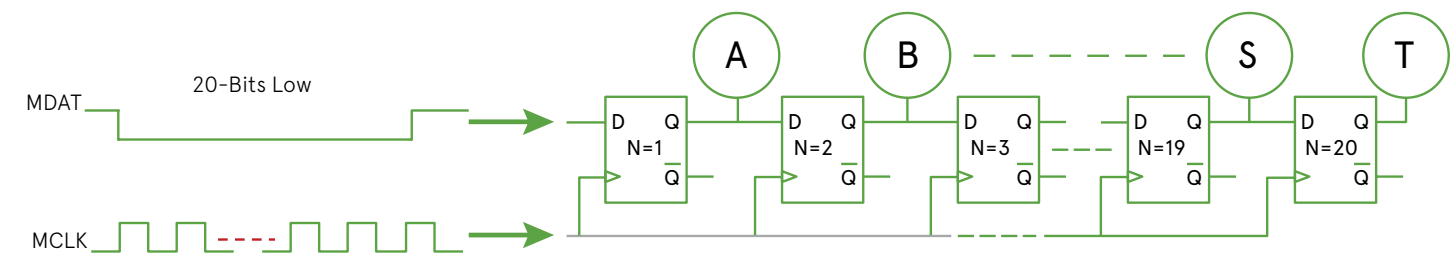 A B S T
20-Bits Low
MDAT
D Q D Q D Q D Q D Q
N=1 N=2 N=3 N=19 N=20
Q Q Q Q Q
MCLK